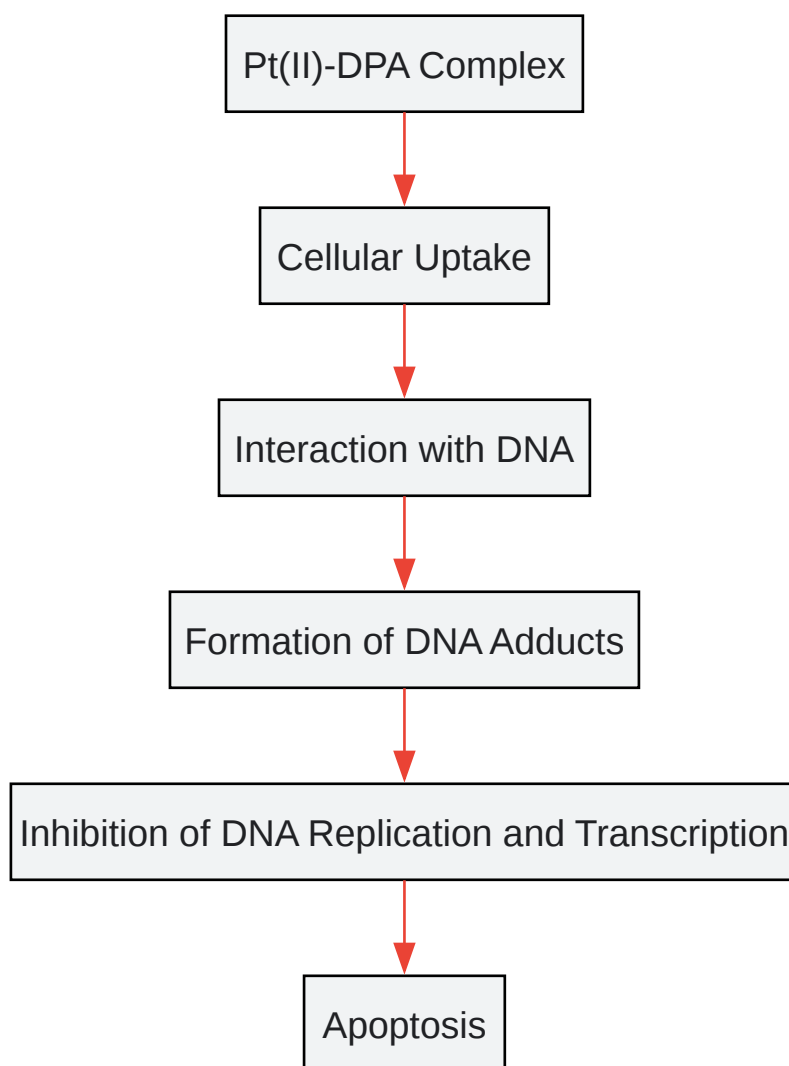 Pt(II)-DPA Complex
Cellular Uptake
Interaction with DNA
Formation of DNA Adducts
Inhibition of DNA Replication and Transcription
Apoptosis